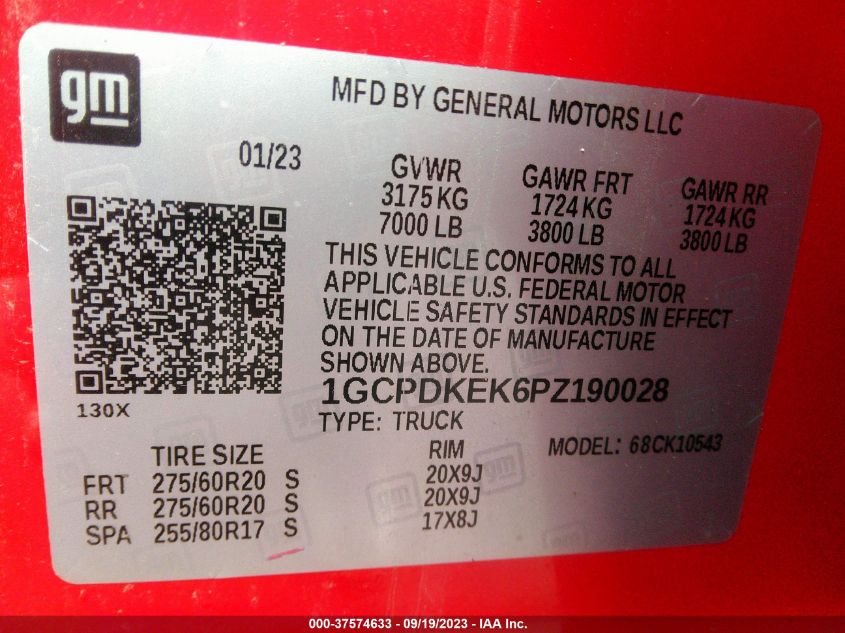 gm
MFD BY GENERAL MOTORS LLC
01/23
GVWR GAWR FRT GAWR RR
3175 KG 1724 KG 1724 KG
7000 LB 3800 LB 3800 LB
THIS VEHICLE CONFORMS TO ALL
APPLICABLE U.S. FEDERAL MOTOR
VEHICLE SAFETY STANDARDS IN EFFECT
ON THE DATE OF MANUFACTURE
SHOWN ABOVE.
1GCPDKEK6PZ190028
130X
TYPE: TRUCK
MODEL: 68CK10543
TIRE SIZE RIM
FRT 275/60R20 S 20X9J
RR 275/60R20 S 20X9J
SPA 255/80R17 S 17X8J
000-37574633 - 09/19/2023 - IAA Inc.